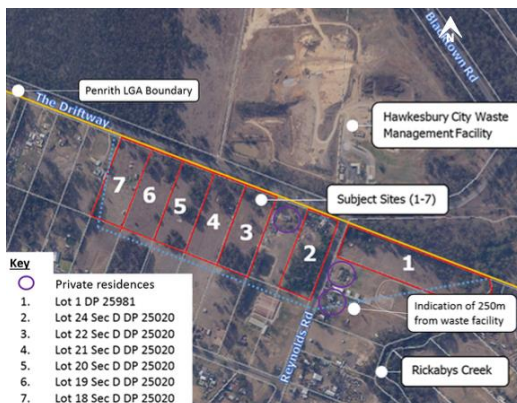 N
Blacktown Rd
Penrith LGA Boundary
The Driftway
Hawkesbury City Waste
Management Facility
Subject Sites (1-7)
7
6
5
4
3
2
1
Key
Private residences
1. Lot 1 DP 25981
2. Lot 24 Sec D DP 25020
3. Lot 22 Sec D DP 25020
4. Lot 21 Sec D DP 25020
5. Lot 20 Sec D DP 25020
6. Lot 19 Sec D DP 25020
7. Lot 18 Sec D DP 25020
Reynolds Rd
Indication of 250m
from waste facility
Rickabys Creek